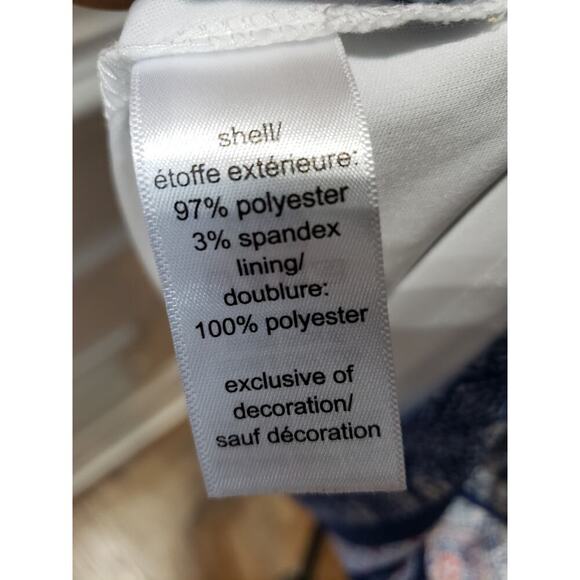 shell/
étoffe extérieure:
97% polyester
3% spandex
lining/
doublure:
100% polyester
exclusive of
decoration/
sauf décoration